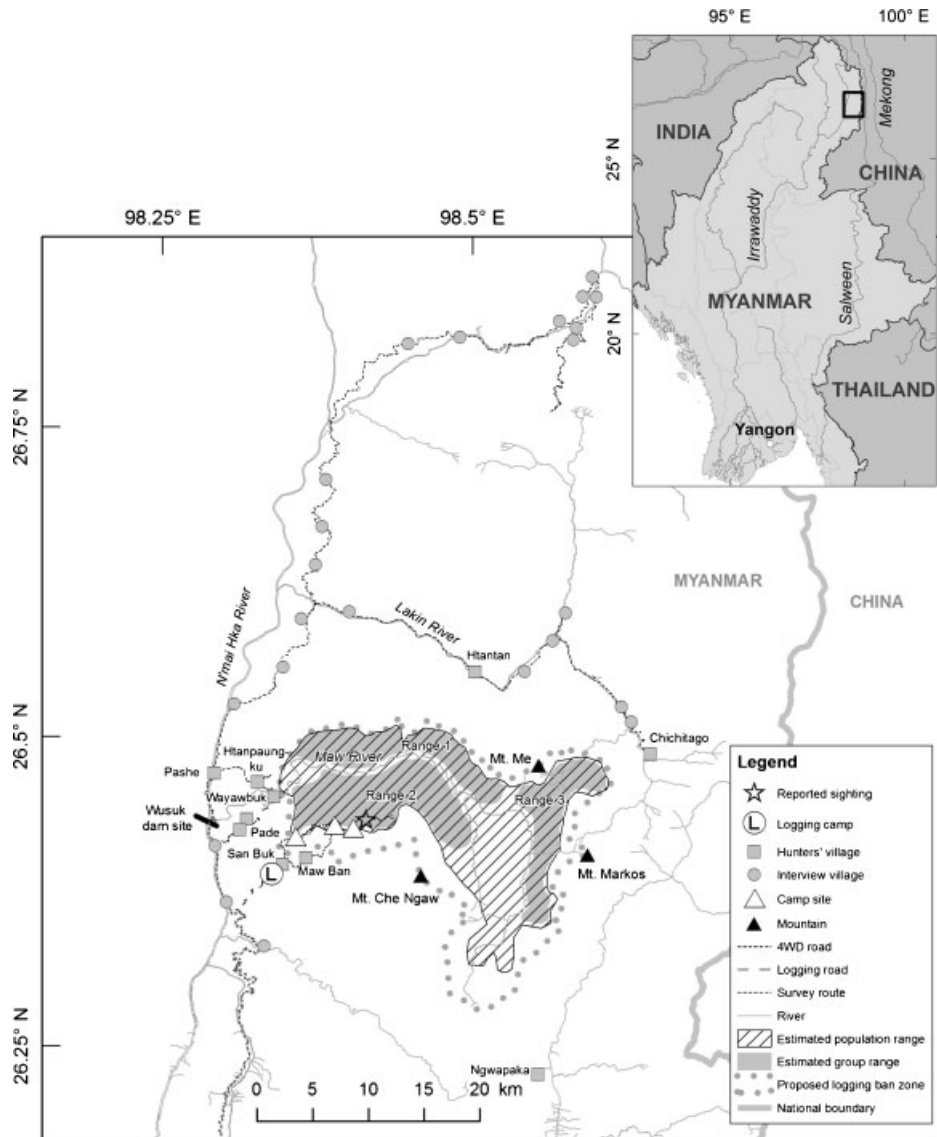 95° E
100° E
INDIA
Mekong
25° N
CHINA
Irrawaddy
MYANMAR
Salween
20° N
THAILAND
Yangon
98.25° E
98.5° E
26.75° N
MYANMAR
CHINA
N'mai Hka River
Lakin River
Htantan
26.5° N
Chichitago
Htanpaung-
ku
Maw River
Range-1
Mt. Me
Pashe
Wayawbuk
Range-2
Range-3
Wusuk
dam site
Pade
San Buk
Maw Ban
L
Mt. Che Ngaw
Mt. Markos
26.25° N
Ngwapaka
0 5 10 20 km
Legend
Reported sighting
L Logging camp
Hunters' village
Interview village
Camp site
Mountain
4WD road
Logging road
Survey route
River
Estimated population range
Estimated group range
Proposed logging ban zone
National boundary